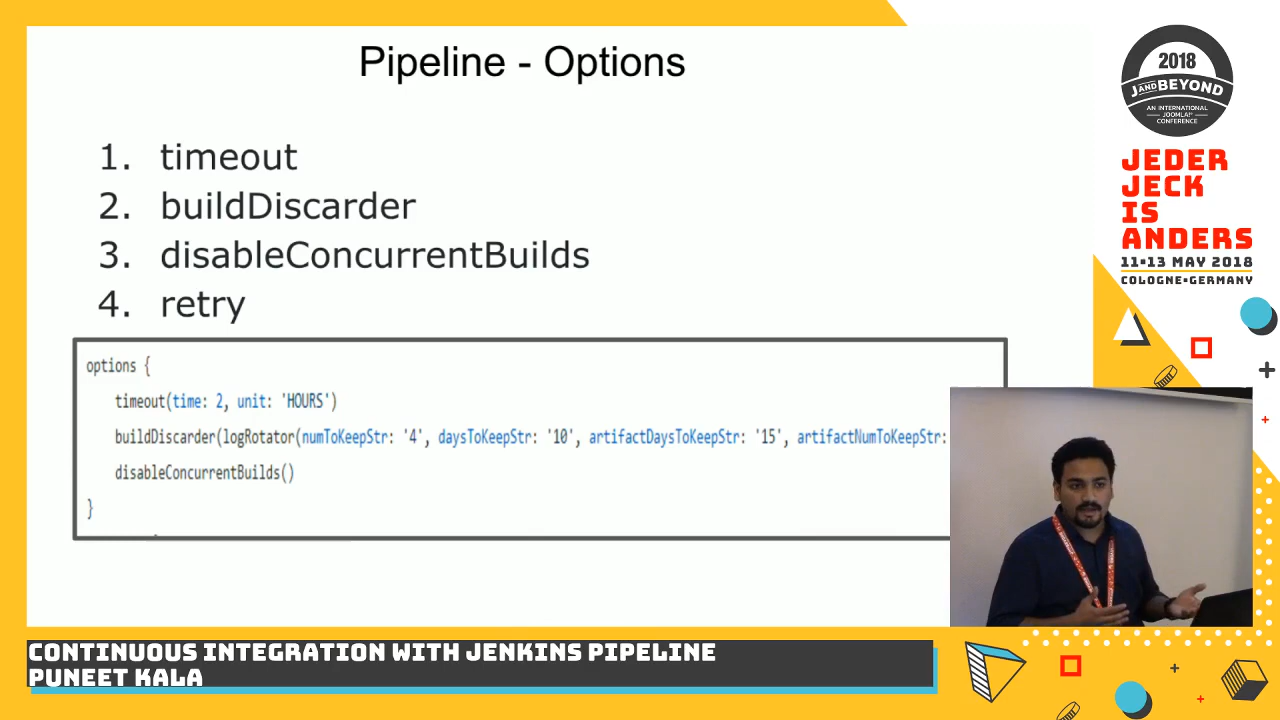 Pipeline - Options
1. timeout
2. buildDiscarder
3. disableConcurrentBuilds
4. retry
options {
timeout(time: 2, unit: 'HOURS')
buildDiscarder(logRotator(numToKeepStr: '4', daysToKeepStr: '10', artifactDaysToKeepStr: '15', artifactNumToKeepStr:
disableConcurrentBuilds()
}
2018
J AND BEYOND
AN INTERNATIONAL
JOOMLA!®
CONFERENCE
JEDER
JECK
IS
ANDERS
11•13 MAY 2018
COLOGNE•GERMANY
CONTINUOUS INTEGRATION WITH JENKINS PIPELINE
PUNEET KALA